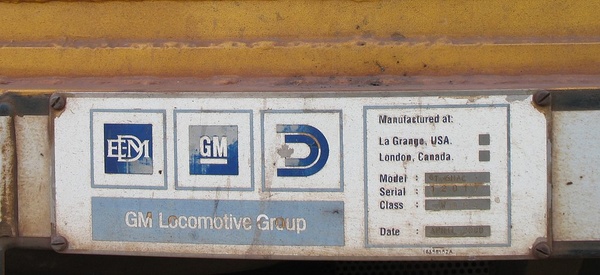 EMD GM D
GM Locomotive Group
Manufactured at:
La Grange, USA.
London, Canada.
Model :
Serial :
Class :
Date :